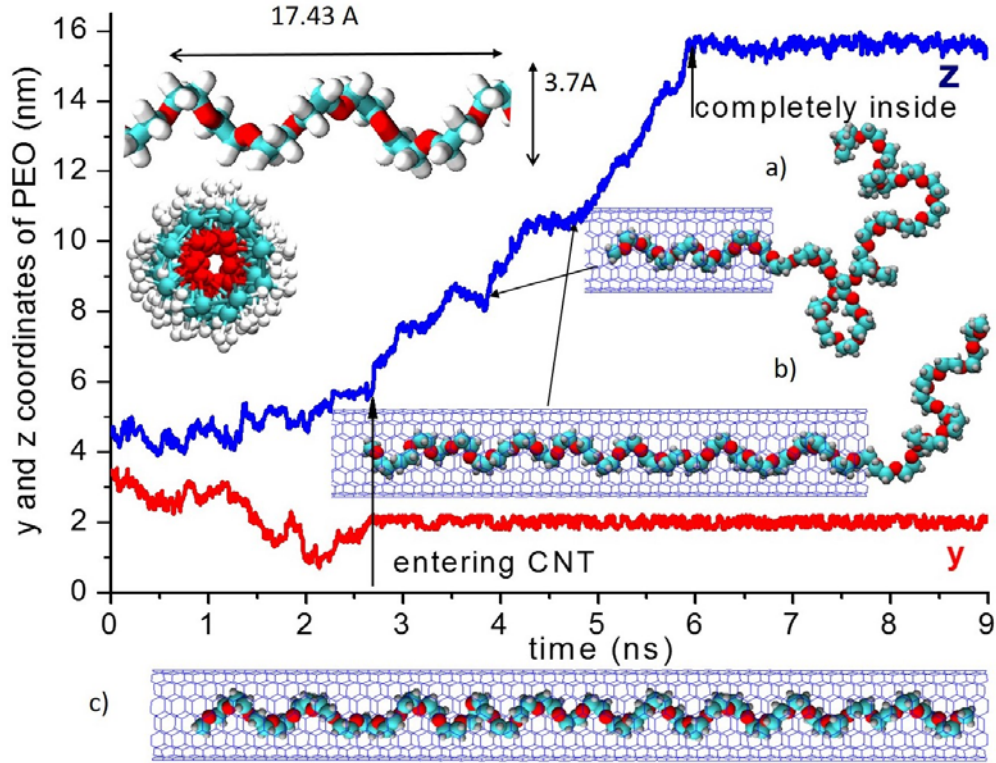 17.43 A
3.7A
z
completely inside
a)
b)
y
entering CNT
y and z coordinates of PEO (nm)
16
14
12
10
8
6
4
2
0
0 1 2 3 4 5 6 7 8 9
time (ns)
c)